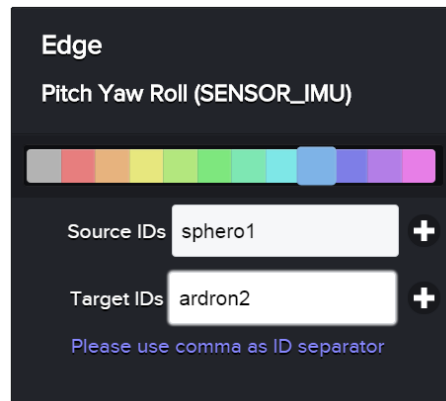 Edge
Pitch Yaw Roll (SENSOR_IMU)
Source IDs sphero1
Target IDs ardron2
Please use comma as ID separator